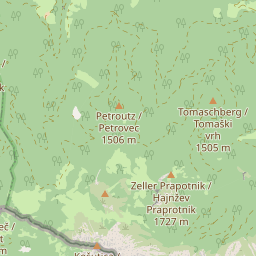 Petroutz /
Petrovec
1506 m
Tomaschberg /
Tomaški
vrh
1505 m
Zeller Prapotnik /
Hajnžev
Praprotnik
1727 m